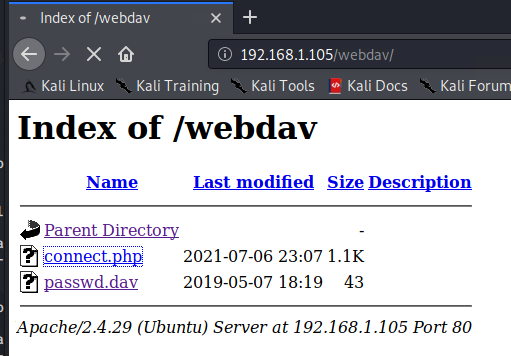 Index of /webdav
192.168.1.105/webdav/
Kali Linux Kali Training Kali Tools Kali Docs Kali Forum
Index of /webdav
Name Last modified Size Description
Parent Directory -
connect.php 2021-07-06 23:07 1.1K
passwd.dav 2019-05-07 18:19 43
Apache/2.4.29 (Ubuntu) Server at 192.168.1.105 Port 80